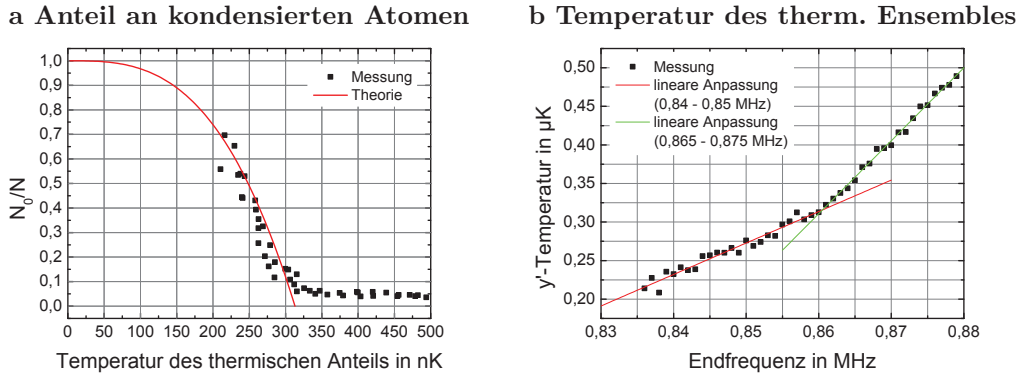 a Anteil an kondensierten Atomen
1,0
0,9
0,8
0,7
0,6
0,5
0,4
0,3
0,2
0,1
0,0
N₀/N
Messung
Theorie
0 50 100 150 200 250 300 350 400 450 500
Temperatur des thermischen Anteils in nK
b Temperatur des therm. Ensembles
0,50
0,45
0,40
0,35
0,30
0,25
0,20
y'-Temperatur in µK
Messung
lineare Anpassung
(0,84 - 0,85 MHz)
lineare Anpassung
(0,865 - 0,875 MHz)
0,83 0,84 0,85 0,86 0,87 0,88
Endfrequenz in MHz